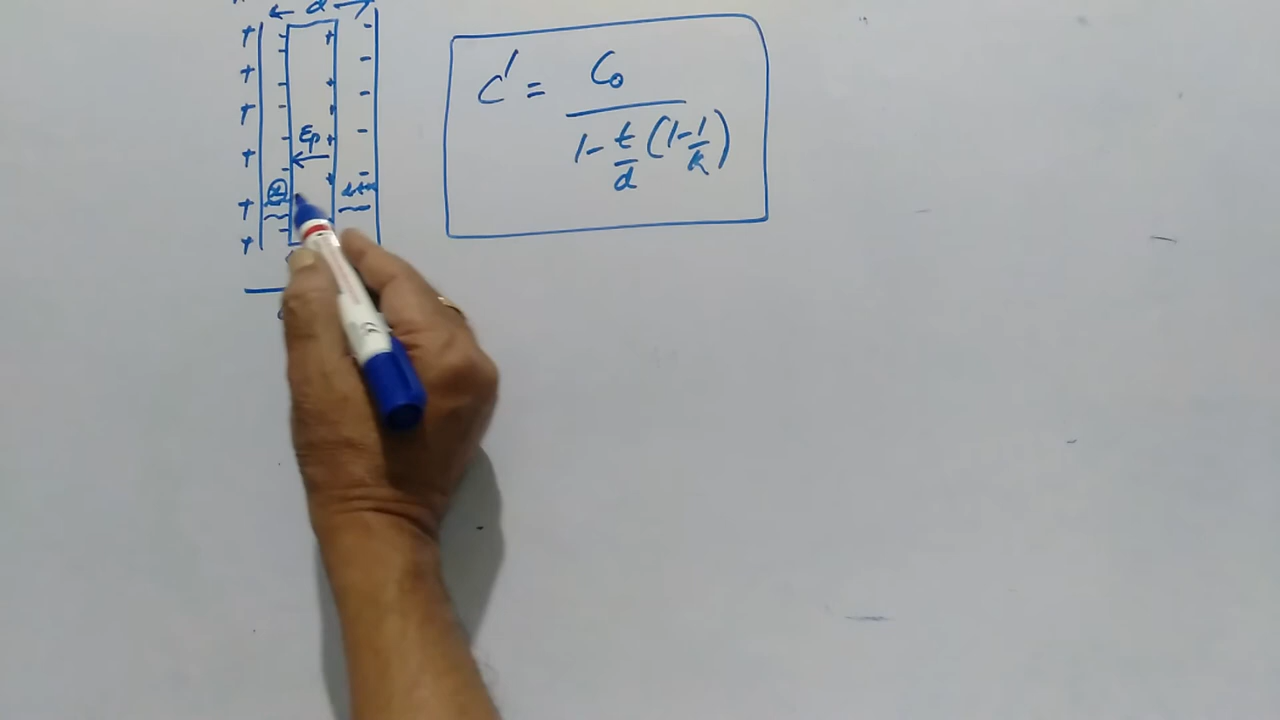 d
+ + + + + +
Ep
C' = C₀ / (1 - t/d (1 - 1/k))